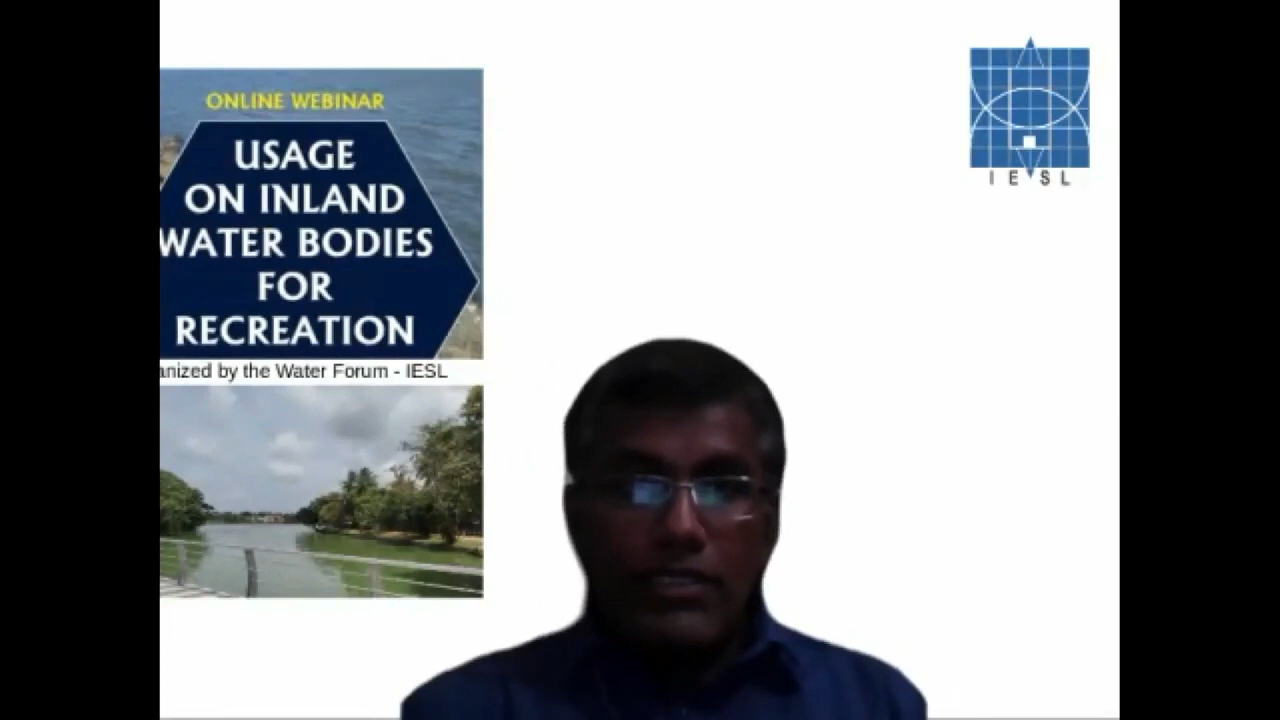 ONLINE WEBINAR
USAGE
ON INLAND
WATER BODIES
FOR
RECREATION
anized by the Water Forum - IESL
IESL